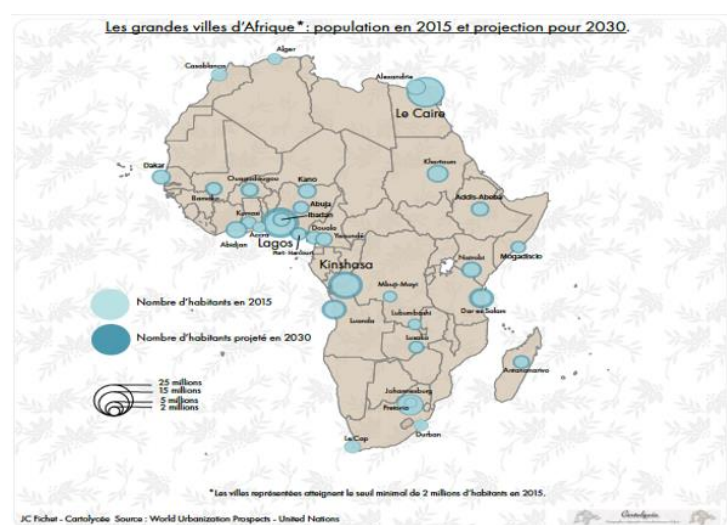 Les grandes villes d'Afrique* : population en 2015 et projection pour 2030.
Alger
Casablanca
Alexandrie
Le Caire
Dakar
Ouagadougou
Kano
Khartoum
Bamako
Abuja
Addis-Abeba
Kumasi
Ibadan
Accra
Douala
Yaoundé
Abidjan
Lagos
Port-Harcourt
Mogadiscio
Kinshasa
Nairobi
Mbuji-Mayi
Nombre d'habitants en 2015
Luanda
Lubumbashi
Dar es Salam
Nombre d'habitants projeté en 2030
Lusaka
Antananarivo
25 millions
15 millions
5 millions
2 millions
Johannesburg
Pretoria
Le Cap
Durban
*Les villes représentées atteignent le seuil minimal de 2 millions d'habitants en 2015.
JC Fichet - Cartolycée Source : World Urbanization Prospects - United Nations
Cartolycée